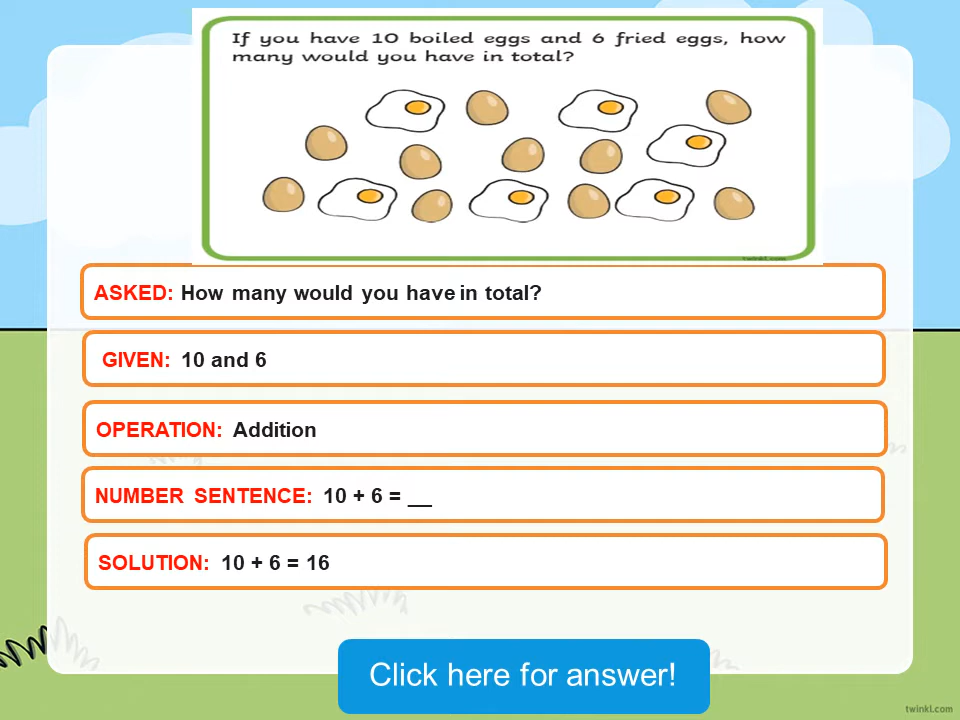 If you have 10 boiled eggs and 6 fried eggs, how
many would you have in total?
twinkl.com
ASKED: How many would you have in total?
GIVEN: 10 and 6
OPERATION: Addition
NUMBER SENTENCE: 10 + 6 = __
SOLUTION: 10 + 6 = 16
Click here for answer!
twinkl.com